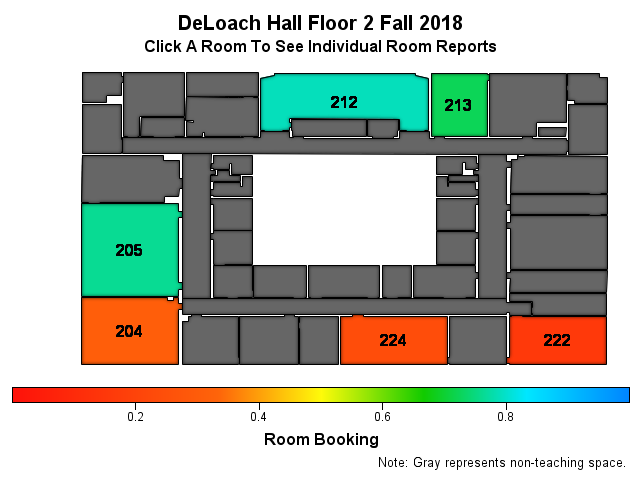 DeLoach Hall Floor 2 Fall 2018
Click A Room To See Individual Room Reports
212
213
205
204
224
222
0.2 0.4 0.6 0.8
Room Booking
Note: Gray represents non-teaching space.